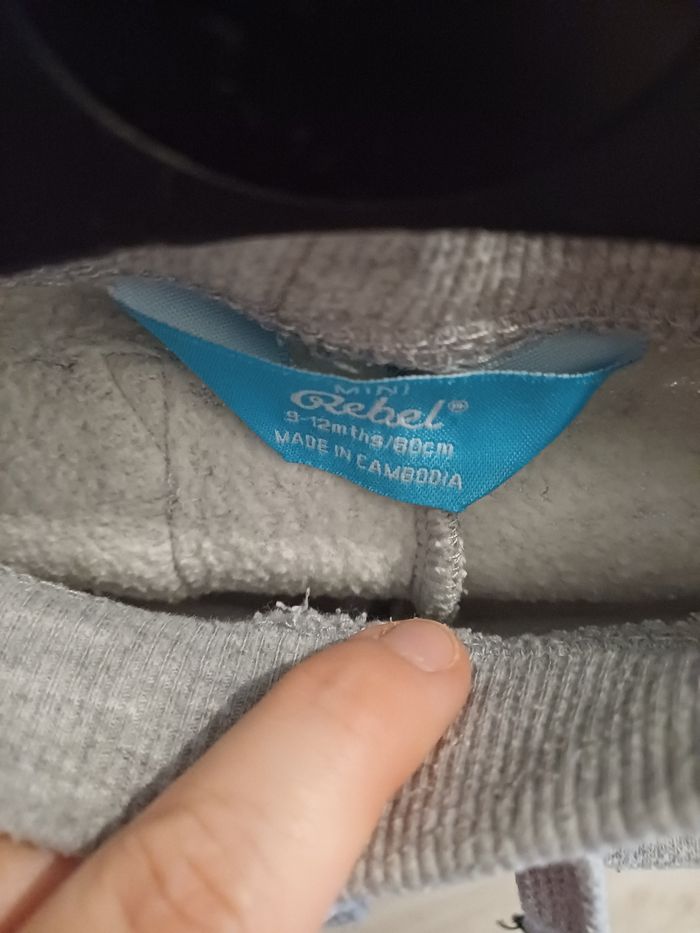 MINI
Rebel®
9-12mths/80cm
MADE IN CAMBODIA